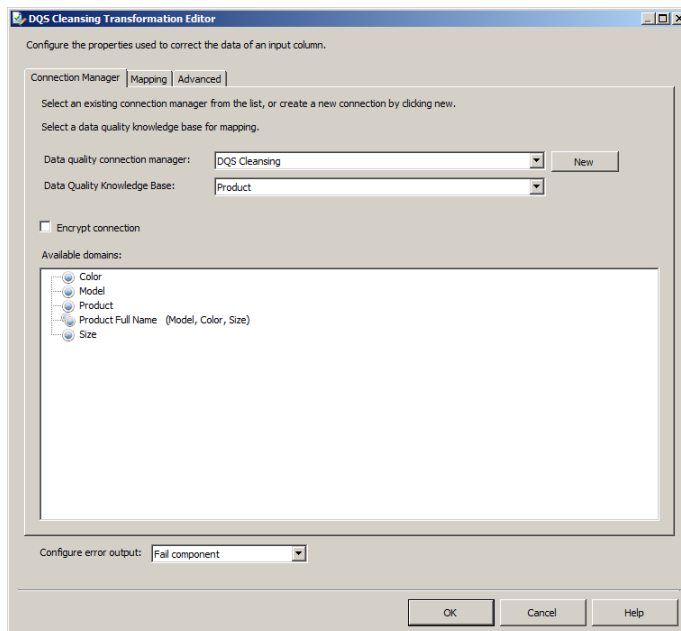 DQS Cleansing Transformation Editor
Configure the properties used to correct the data of an input column.
Connection Manager Mapping Advanced
Select an existing connection manager from the list, or create a new connection by clicking new.
Select a data quality knowledge base for mapping.
Data quality connection manager: DQS Cleansing New
Data Quality Knowledge Base: Product
Encrypt connection
Available domains:
Color
Model
Product
Product Full Name (Model, Color, Size)
Size
Configure error output: Fail component
OK Cancel Help